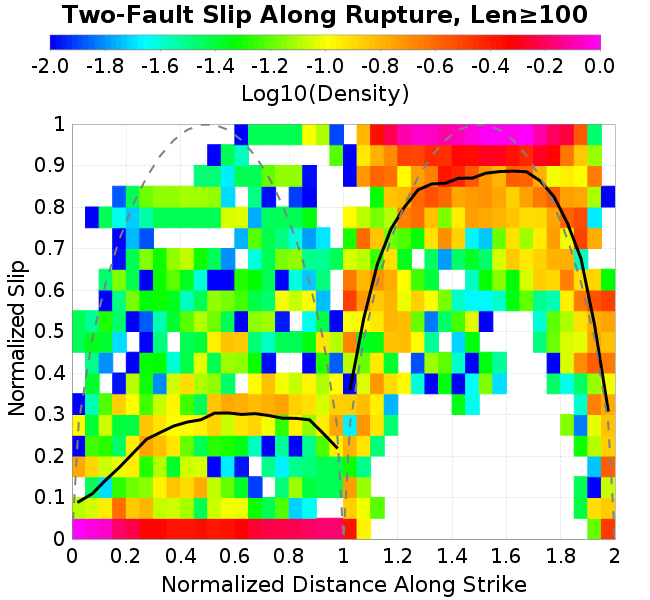 Two-Fault Slip Along Rupture, Len≥100
-2.0 -1.8 -1.6 -1.4 -1.2 -1.0 -0.8 -0.6 -0.4 -0.2 0.0
Log10(Density)
1
0.9
0.8
0.7
0.6
0.5
0.4
0.3
0.2
0.1
0
Normalized Slip
0 0.2 0.4 0.6 0.8 1 1.2 1.4 1.6 1.8 2
Normalized Distance Along Strike